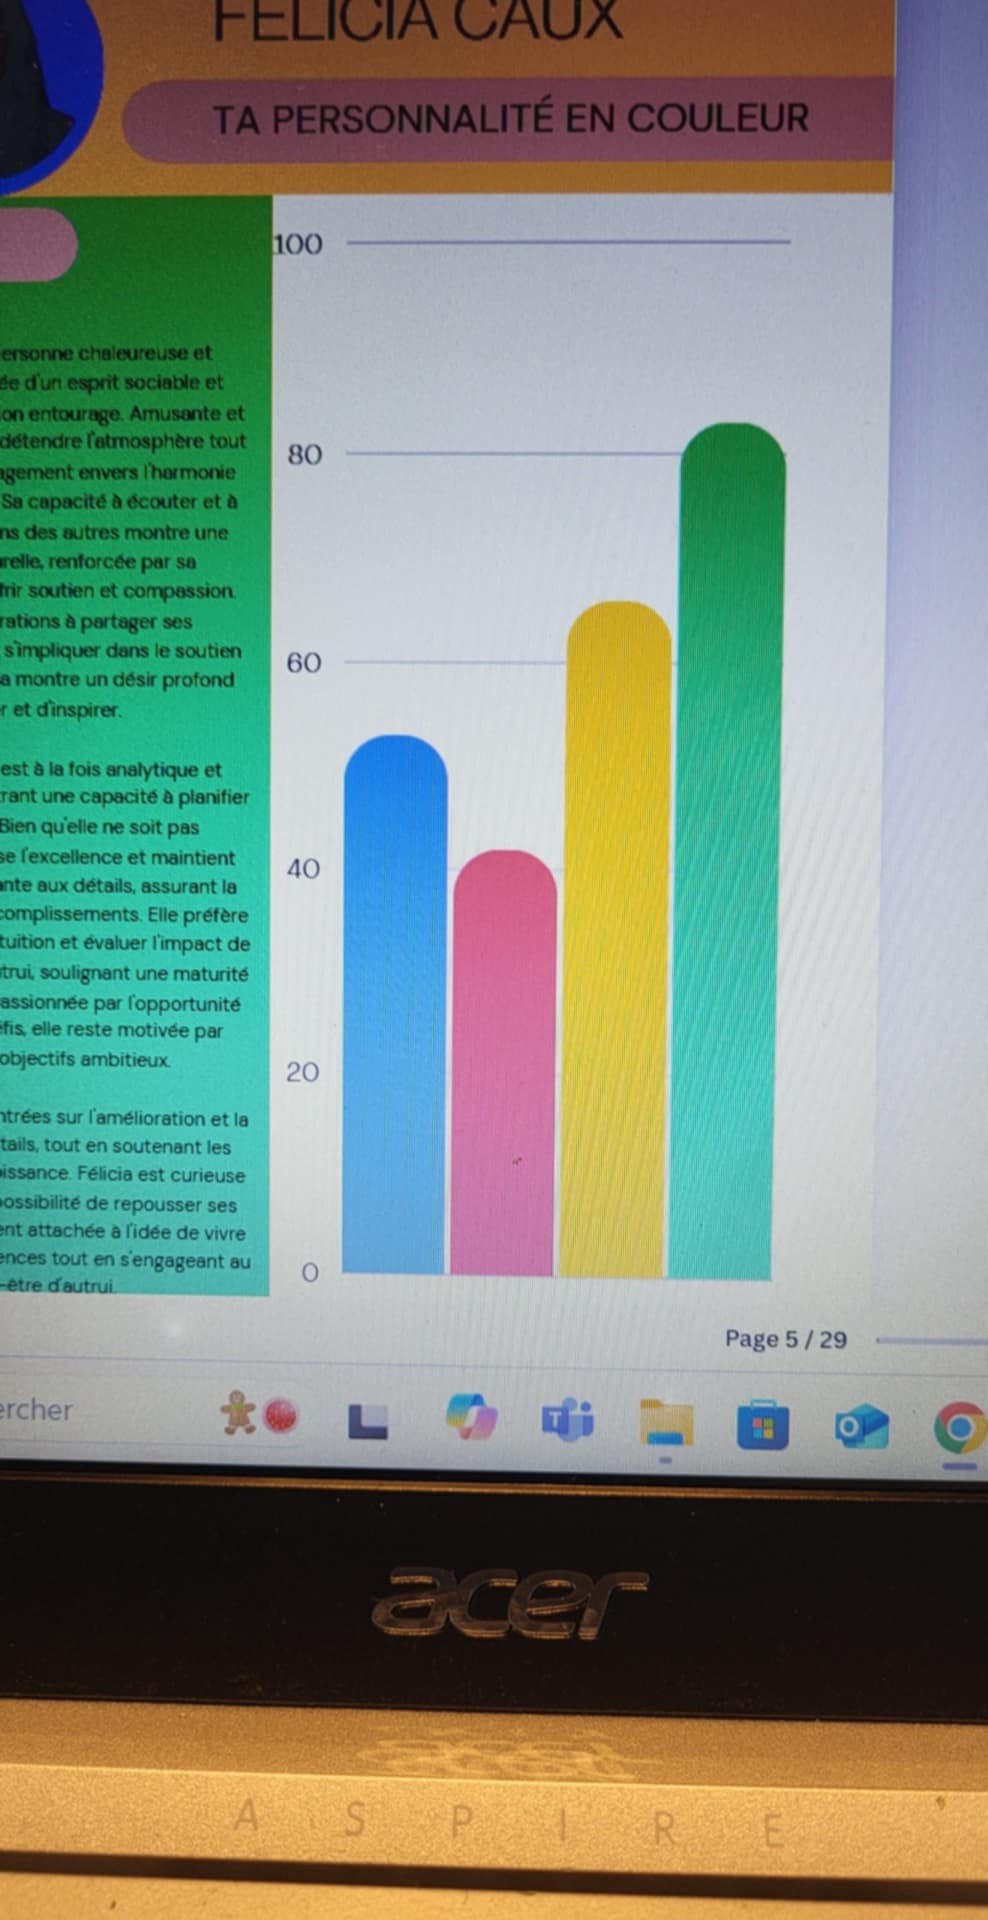 FÉLICIA CAUX
TA PERSONNALITÉ EN COULEUR
ersonne chaleureuse et
ée d'un esprit sociable et
on entourage. Amusante et
détendre l'atmosphère tout
agement envers l'harmonie
Sa capacité à écouter et à
ns des autres montre une
urelle, renforcée par sa
frir soutien et compassion.
rations à partager ses
s'impliquer dans le soutien
a montre un désir profond
r et d'inspirer.
est à la fois analytique et
trant une capacité à planifier
Bien qu'elle ne soit pas
se l'excellence et maintient
ante aux détails, assurant la
complissements. Elle préfère
tuition et évaluer l'impact de
trui, soulignant une maturité
assionnée par l'opportunité
éfis, elle reste motivée par
objectifs ambitieux.
ntrées sur l'amélioration et la
tails, tout en soutenant les
issance. Félicia est curieuse
possibilité de repousser ses
ent attachée à l'idée de vivre
ences tout en s'engageant au
-être d'autrui.
100
80
60
40
20
0
Page 5 / 29
ercher
acer
ASPIRE